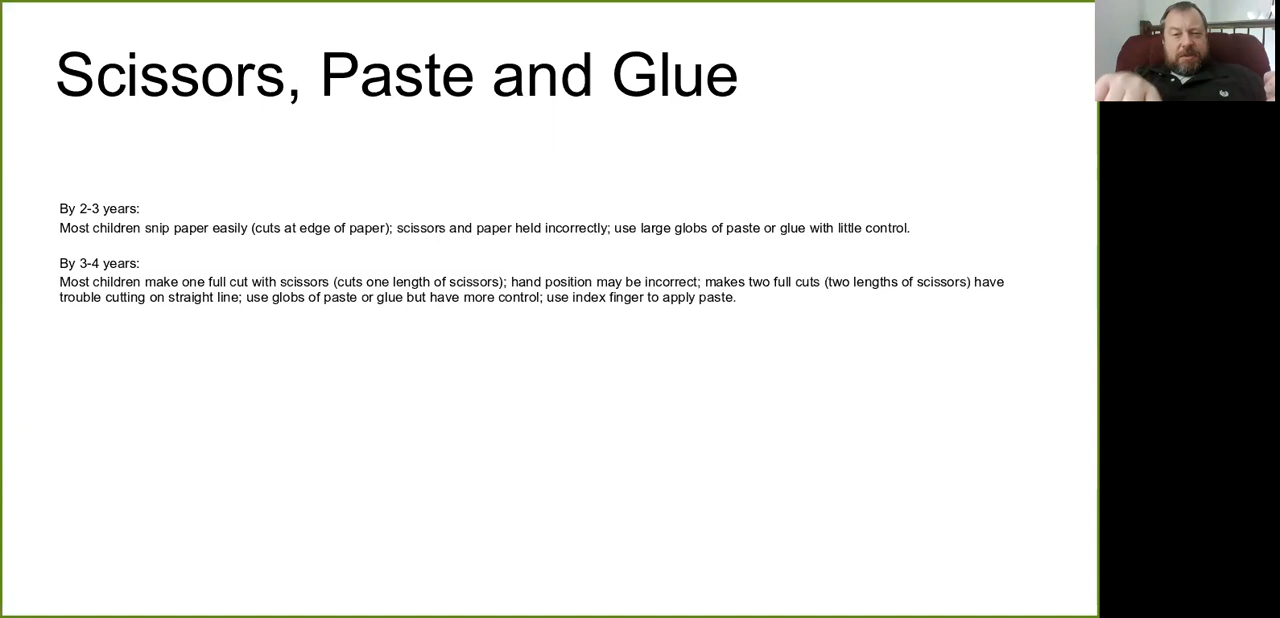 Scissors, Paste and Glue
By 2-3 years:
Most children snip paper easily (cuts at edge of paper); scissors and paper held incorrectly; use large globs of paste or glue with little control.
By 3-4 years:
Most children make one full cut with scissors (cuts one length of scissors); hand position may be incorrect; makes two full cuts (two lengths of scissors) have
trouble cutting on straight line; use globs of paste or glue but have more control; use index finger to apply paste.